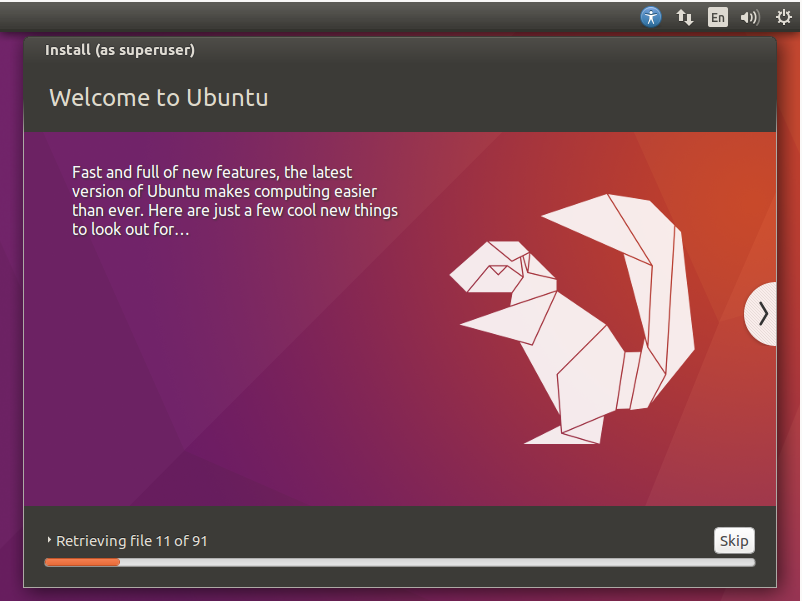 En
Install (as superuser)
Welcome to Ubuntu
Fast and full of new features, the latest
version of Ubuntu makes computing easier
than ever. Here are just a few cool new things
to look out for…
Retrieving file 11 of 91
Skip